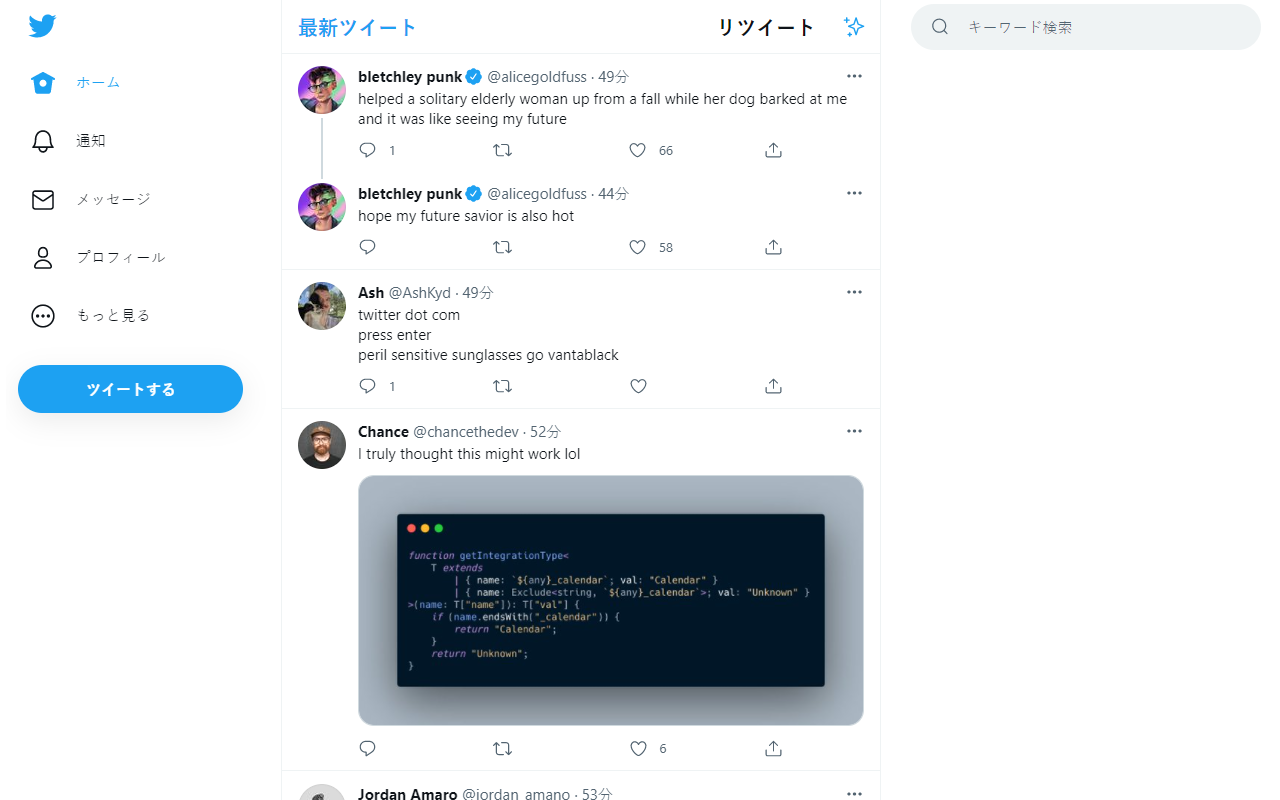 最新ツイート
リツイート
キーワード検索
ホーム
通知
メッセージ
プロフィール
もっと見る
ツイートする
bletchley punk @alicegoldfuss · 49分
helped a solitary elderly woman up from a fall while her dog barked at me
and it was like seeing my future
1 66
bletchley punk @alicegoldfuss · 44分
hope my future savior is also hot
58
Ash @AshKyd · 49分
twitter dot com
press enter
peril sensitive sunglasses go vantablack
1
Chance @chancethedev · 52分
I truly thought this might work lol
function getIntegrationType<
T extends
| { name: `${any}_calendar`; val: "Calendar" }
| { name: Exclude<string, `${any}_calendar`>; val: "Unknown" }
>(name: T["name"]): T["val"] {
if (name.endsWith("_calendar")) {
return "Calendar";
}
return "Unknown";
}
6
Jordan Amaro @jordan_amano · 53分